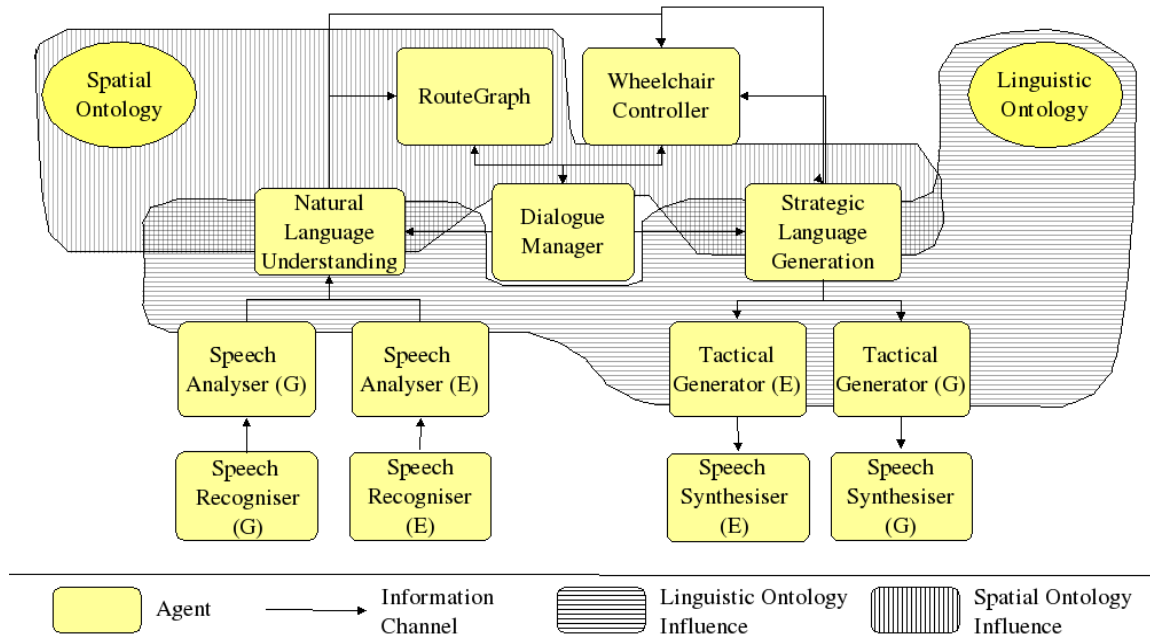 Spatial
Ontology
RouteGraph
Wheelchair
Controller
Linguistic
Ontology
Natural
Language
Understanding
Dialogue
Manager
Strategic
Language
Generation
Speech
Analyser (G)
Speech
Analyser (E)
Tactical
Generator (E)
Tactical
Generator (G)
Speech
Recogniser
(G)
Speech
Recogniser
(E)
Speech
Synthesiser
(E)
Speech
Synthesiser
(G)
Agent
Information
Channel
Linguistic Ontology
Influence
Spatial Ontology
Influence